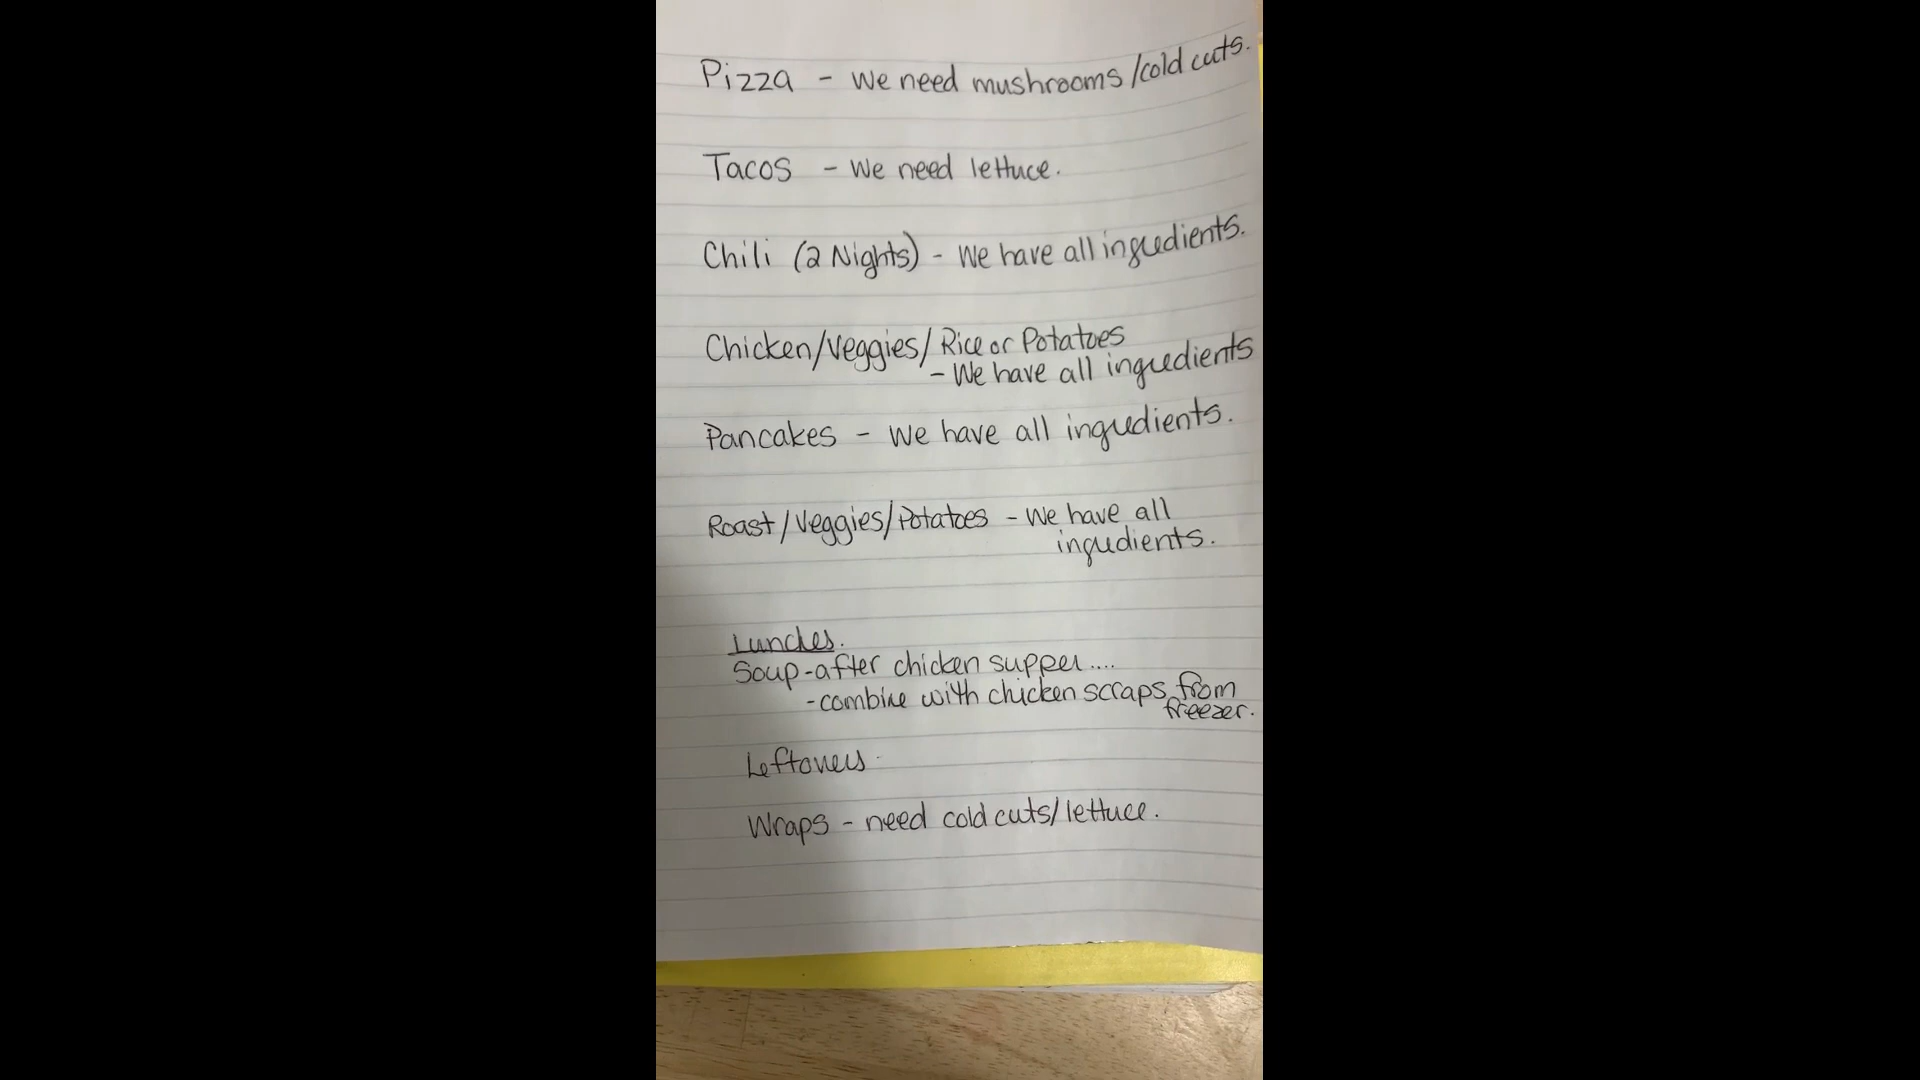 Pizza - We need mushrooms/cold cuts.
Tacos - We need lettuce.
Chili (2 Nights) - We have all ingredients.
Chicken/Veggies/Rice or Potatoes
- We have all ingredients
Pancakes - We have all ingredients.
Roast/Veggies/Potatoes - We have all
ingredients.
Lunches.
Soup - after chicken supper....
- combine with chicken scraps from
freezer.
Leftovers
Wraps - need cold cuts/lettuce.